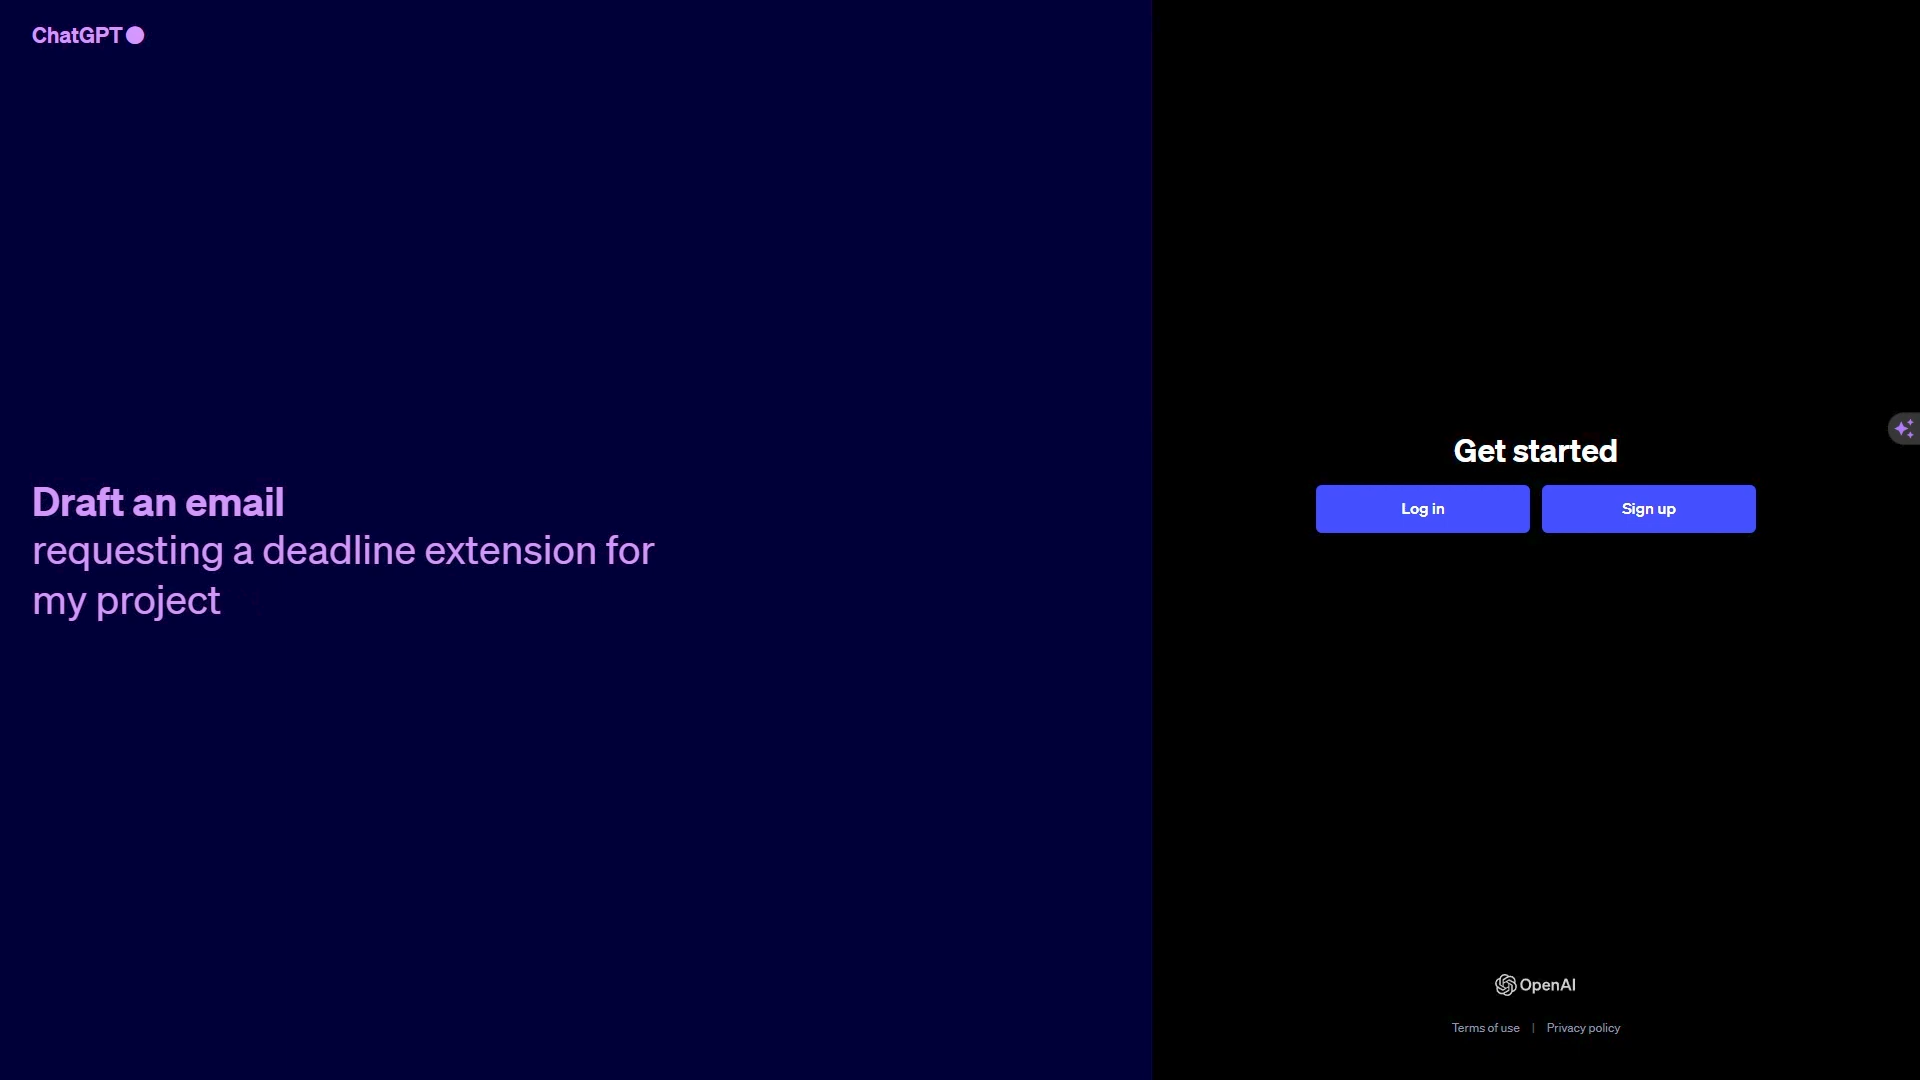 ChatGPT
Draft an email
requesting a deadline extension for
my project
Get started
Log in
Sign up
OpenAI
Terms of use | Privacy policy